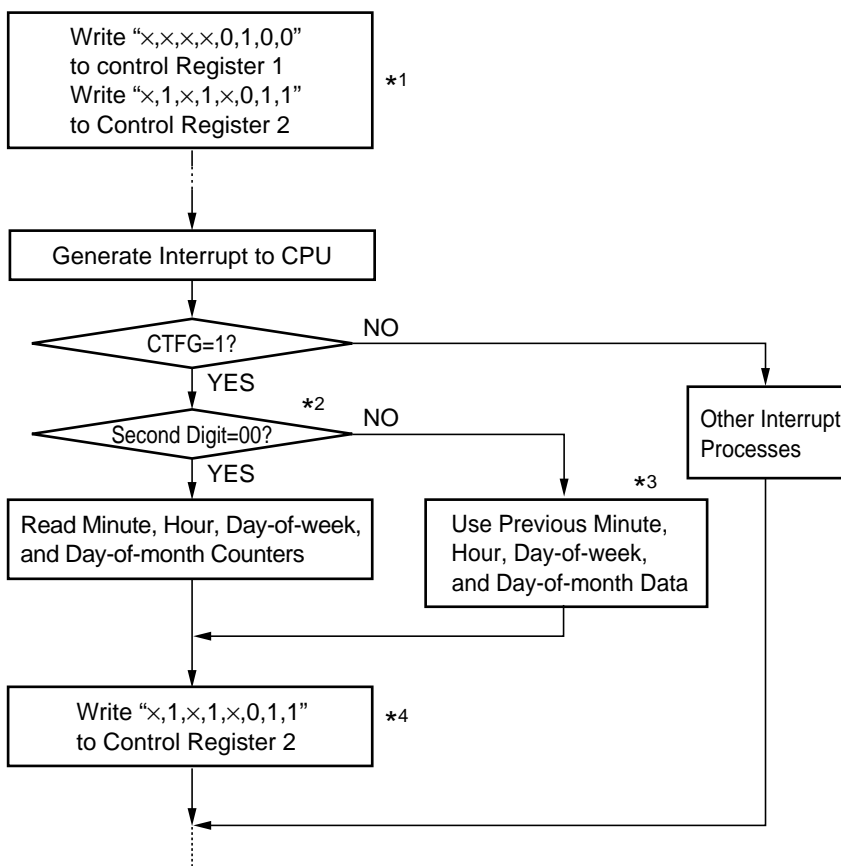 Write “×,×,×,×,0,1,0,0”
to control Register 1
Write “×,1,×,1,×,0,1,1”
to Control Register 2
*1
Generate Interrupt to CPU
CTFG=1?
NO
YES
*2
Second Digit=00?
NO
YES
Other Interrupt
Processes
*3
Read Minute, Hour, Day-of-week,
and Day-of-month Counters
Use Previous Minute,
Hour, Day-of-week,
and Day-of-month Data
Write “×,1,×,1,×,0,1,1”
to Control Register 2
*4